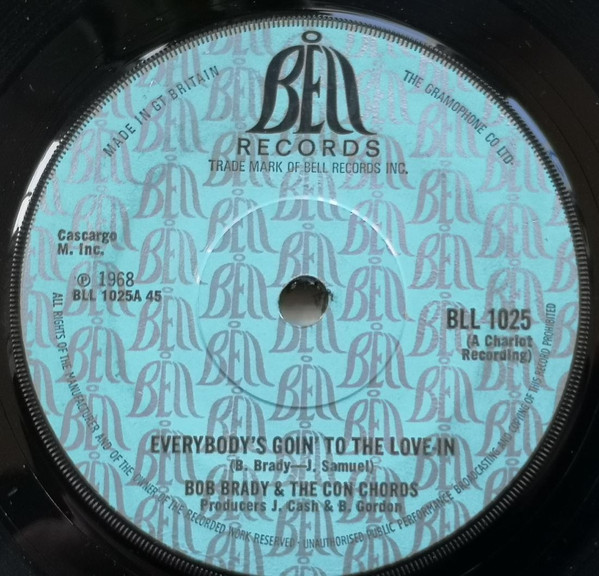 MADE IN GT BRITAIN
THE GRAMOPHONE CO LTD·
BELL
RECORDS
TRADE MARK OF BELL RECORDS INC.
Cascargo
M. Inc.
℗ 1968
BLL 1025A 45
BLL 1025
(A Chariot
Recording)
EVERYBODY'S GOIN' TO THE LOVE-IN
(B. Brady—J. Samuel)
BOB BRADY & THE CON CHORDS
Producers J. Cash & B. Gordon
ALL RIGHTS OF THE MANUFACTURER AND OF THE OWNER OF THE RECORDED WORK RESERVED · UNAUTHORISED PUBLIC PERFORMANCE BROADCASTING AND COPYING OF THIS RECORD PROHIBITED